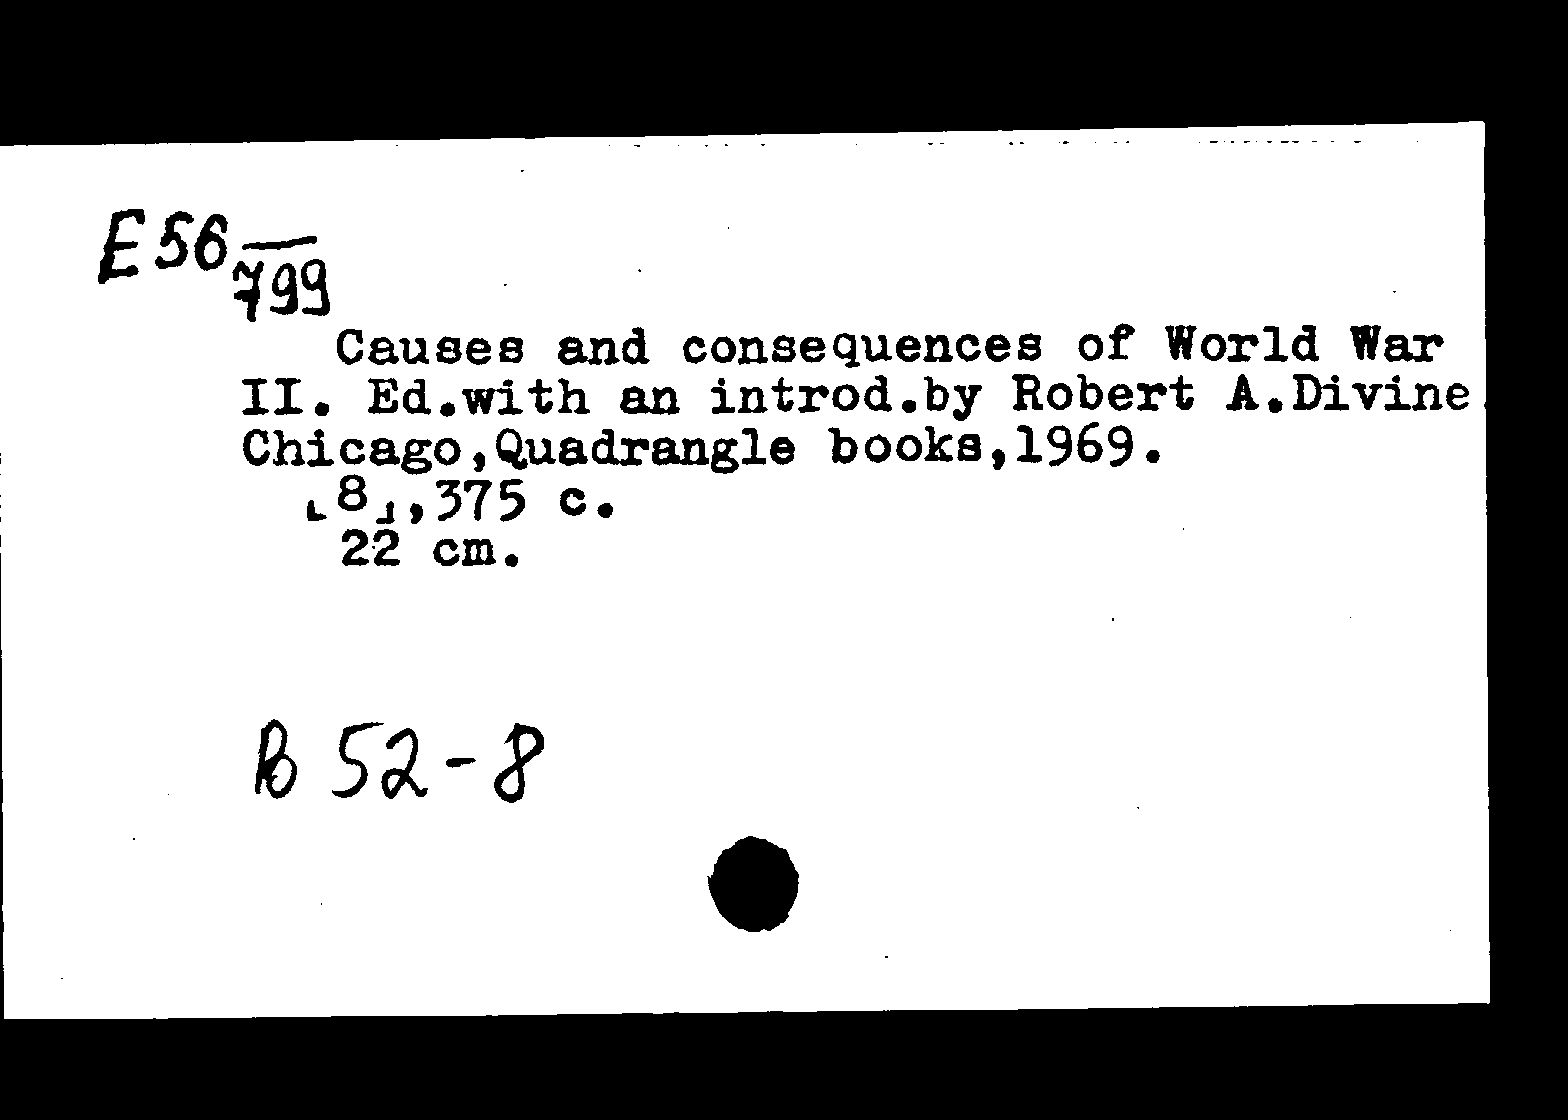 E 56 —
799
Causes and consequences of World War
II. Ed.with an introd.by Robert A.Divine.
Chicago,Quadrangle books,1969.
[8],375 c.
22 cm.
В 52-8